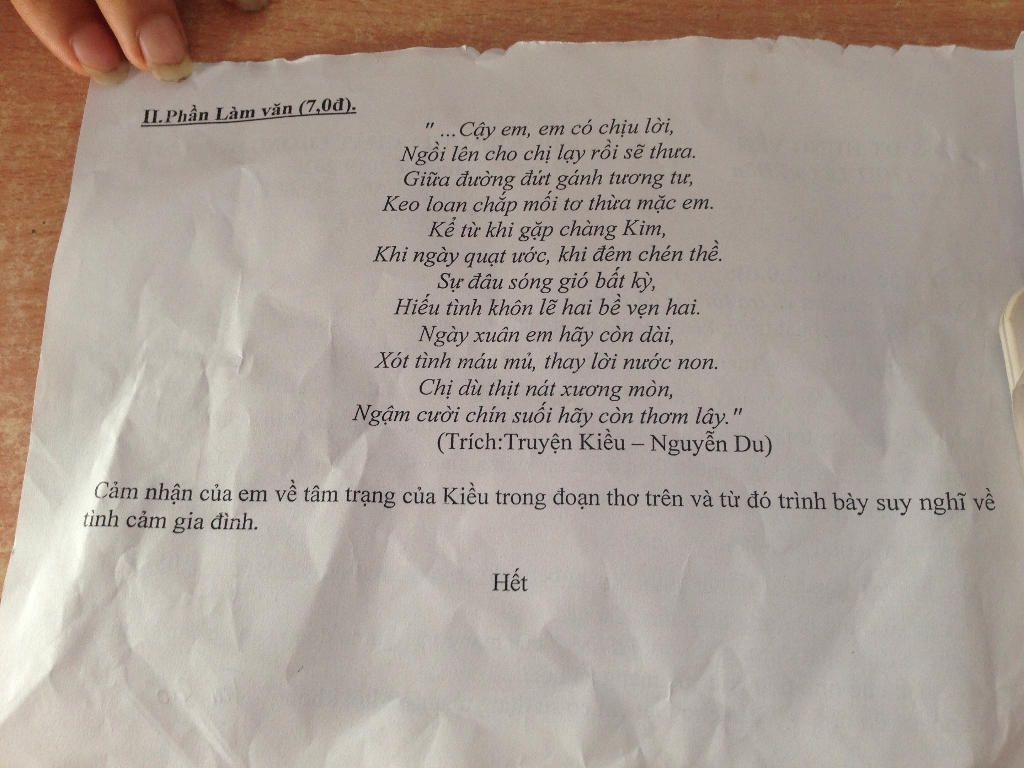 II.Phần Làm văn (7,0đ).
" ...Cậy em, em có chịu lời,
Ngồi lên cho chị lạy rồi sẽ thưa.
Giữa đường đứt gánh tương tư,
Keo loan chắp mối tơ thừa mặc em.
Kể từ khi gặp chàng Kim,
Khi ngày quạt ước, khi đêm chén thề.
Sự đâu sóng gió bất kỳ,
Hiếu tình khôn lẽ hai bề vẹn hai.
Ngày xuân em hãy còn dài,
Xót tình máu mủ, thay lời nước non.
Chị dù thịt nát xương mòn,
Ngậm cười chín suối hãy còn thơm lây."
(Trích:Truyện Kiều – Nguyễn Du)
Cảm nhận của em về tâm trạng của Kiều trong đoạn thơ trên và từ đó trình bày suy nghĩ về
tình cảm gia đình.
Hết